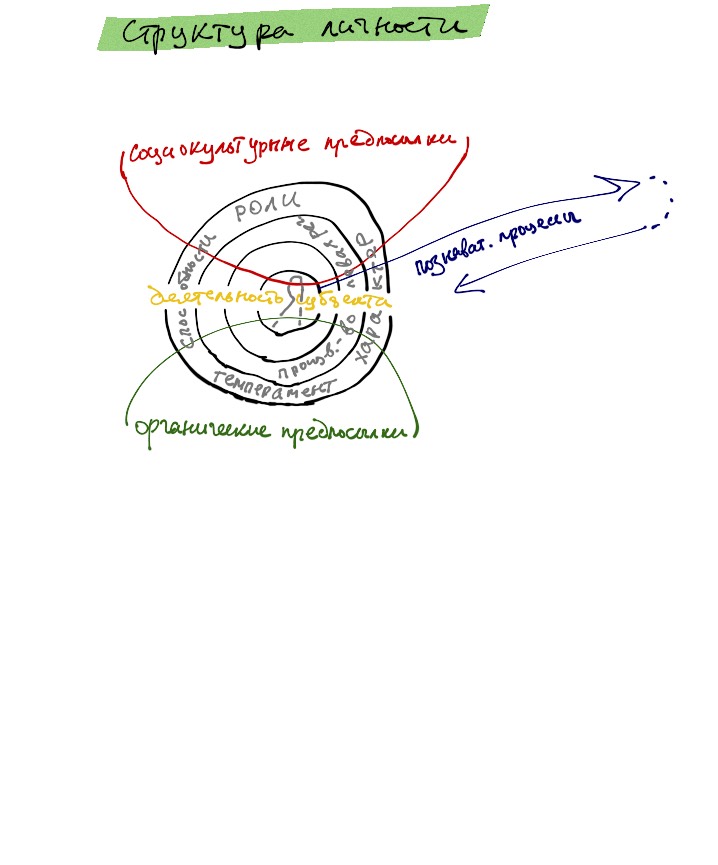 структура личности
социокультурные предпосылки
роли
способности
характер
познават. процессы
деятельность субъекта
Я
произв.-во
темперамент
органические предпосылки